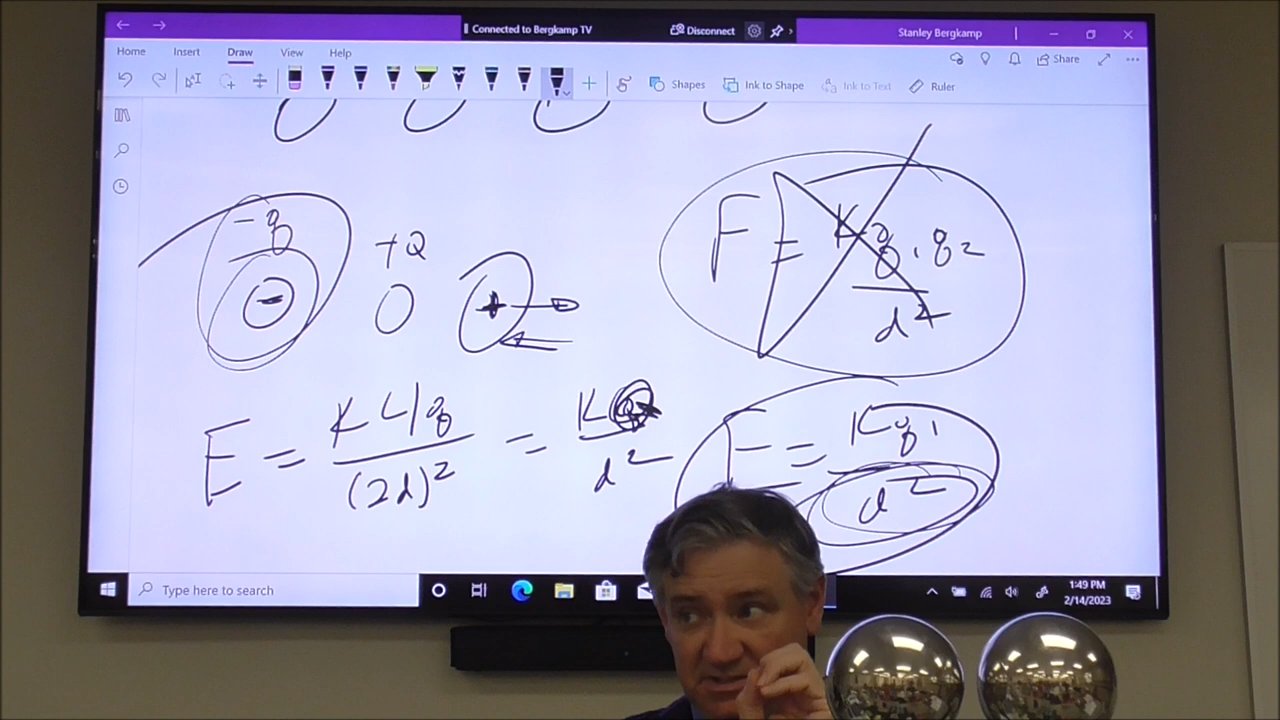 Connected to Bergkamp TV
Disconnect
Stanley Bergkamp
Home Insert Draw View Help
Share
Shapes Ink to Shape Ink to Text Ruler
-q
+Q
-
+
F = Kq1q2
d2
E = K4q = KQ
(2d)2 d2
E = Kq1
d2
Type here to search
1:49 PM
2/14/2023